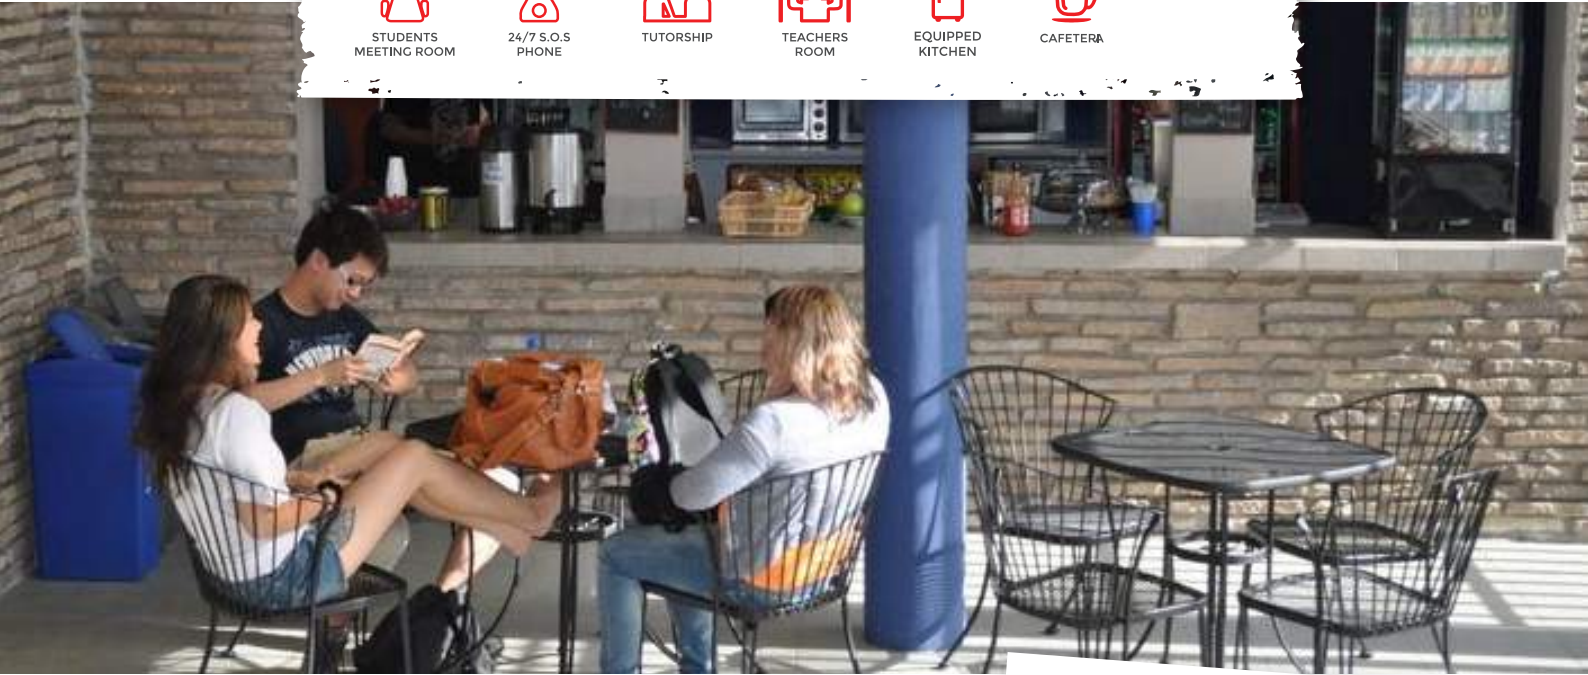 STUDENTS
MEETING ROOM
24/7 S.O.S
PHONE
TUTORSHIP
TEACHERS
ROOM
EQUIPPED
KITCHEN
CAFETERA